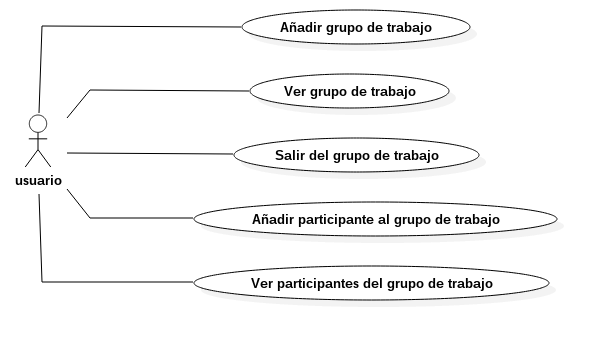 Añadir grupo de trabajo
Ver grupo de trabajo
Salir del grupo de trabajo
usuario
Añadir participante al grupo de trabajo
Ver participantes del grupo de trabajo